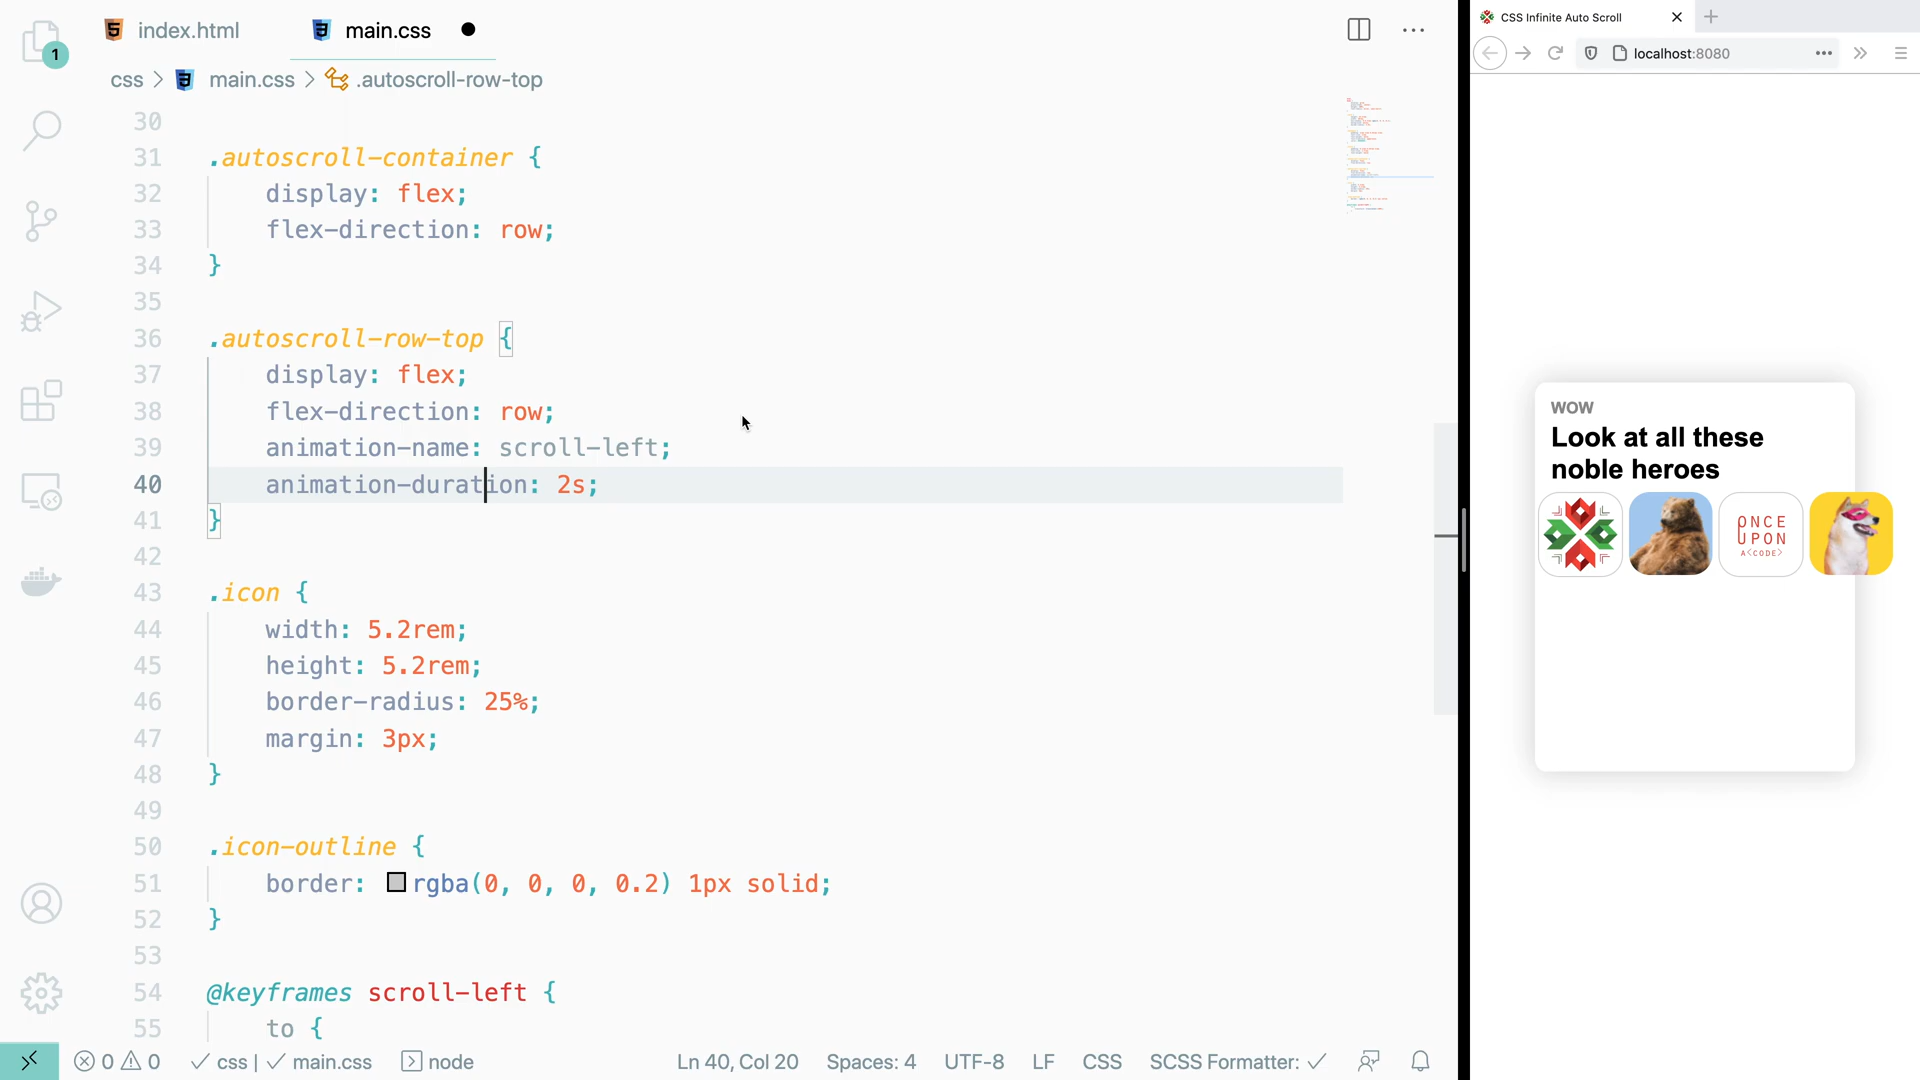 index.html
main.css
1
css > main.css > .autoscroll-row-top
30
31 .autoscroll-container {
32 display: flex;
33 flex-direction: row;
34 }
35
36 .autoscroll-row-top {
37 display: flex;
38 flex-direction: row;
39 animation-name: scroll-left;
40 animation-duration: 2s;
41 }
42
43 .icon {
44 width: 5.2rem;
45 height: 5.2rem;
46 border-radius: 25%;
47 margin: 3px;
48 }
49
50 .icon-outline {
51 border: rgba(0, 0, 0, 0.2) 1px solid;
52 }
53
54 @keyframes scroll-left {
55 to {
0 0
css | main.css
node
Ln 40, Col 20
Spaces: 4
UTF-8
LF
CSS
SCSS Formatter:
CSS Infinite Auto Scroll
localhost:8080
WOW
Look at all these
noble heroes
ONCE
UPON
A<CODE>